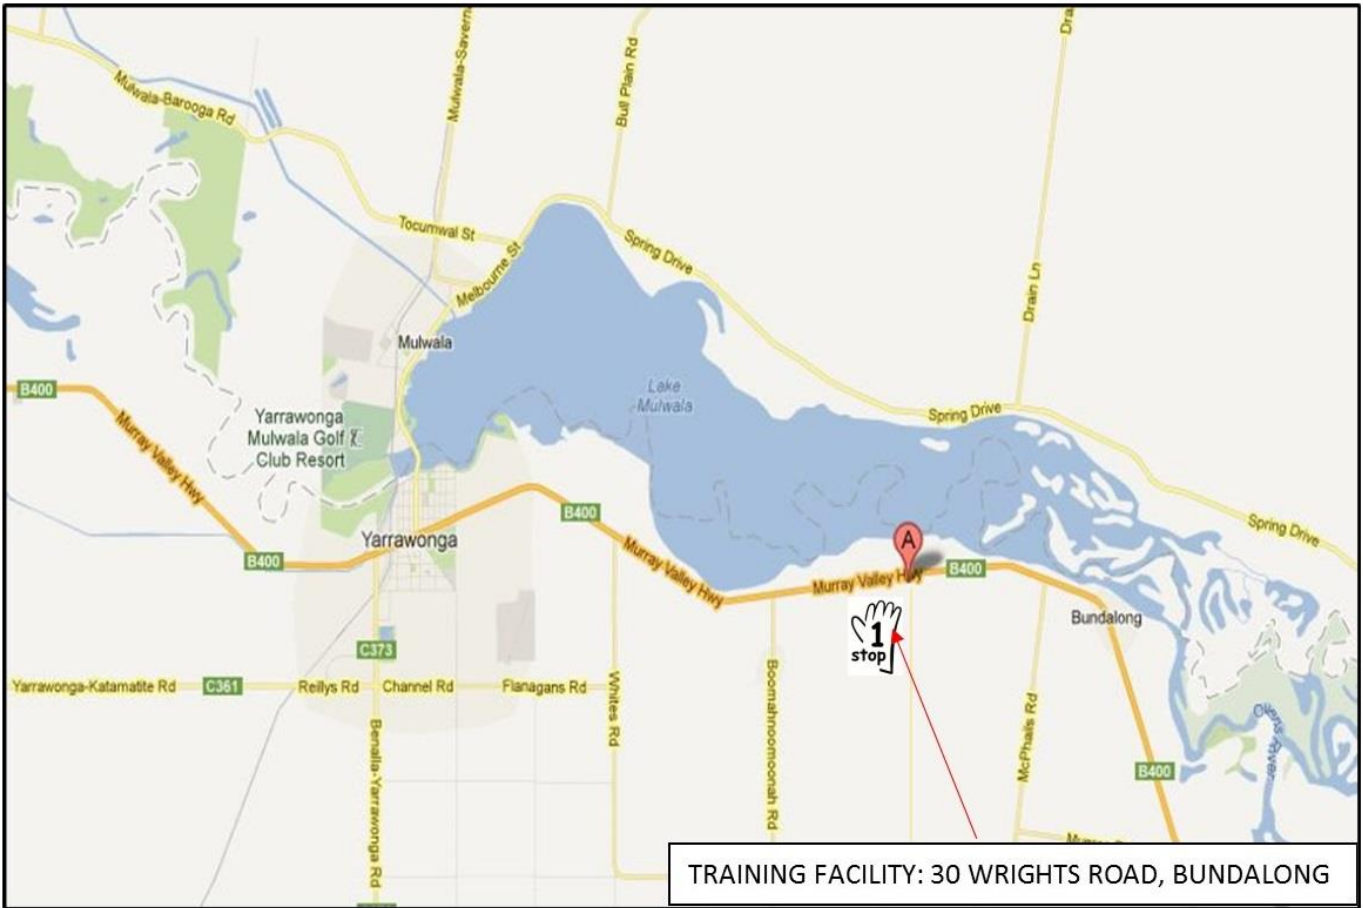 Mulwala-Barooga Rd
Mulwala-Savern
Bull Plain Rd
Dra
Tocumwal St
Melbourne St
Spring Drive
Drain Ln
Mulwala
Lake
Mulwala
B400
Yarrawonga
Mulwala Golf
Club Resort
Spring Drive
Murray Valley Hwy
B400
Spring Drive
Yarrawonga
B400
Murray Valley Hwy
A
Murray Valley Hwy
B400
B400
Bundalong
1
stop
C373
Yarrawonga-Katamatite Rd
C361
Reillys Rd
Channel Rd
Flanagans Rd
Whites Rd
Boomahnoomoonah Rd
McPhails Rd
Ovens River
B400
Benalla-Yarrawonga Rd
TRAINING FACILITY: 30 WRIGHTS ROAD, BUNDALONG